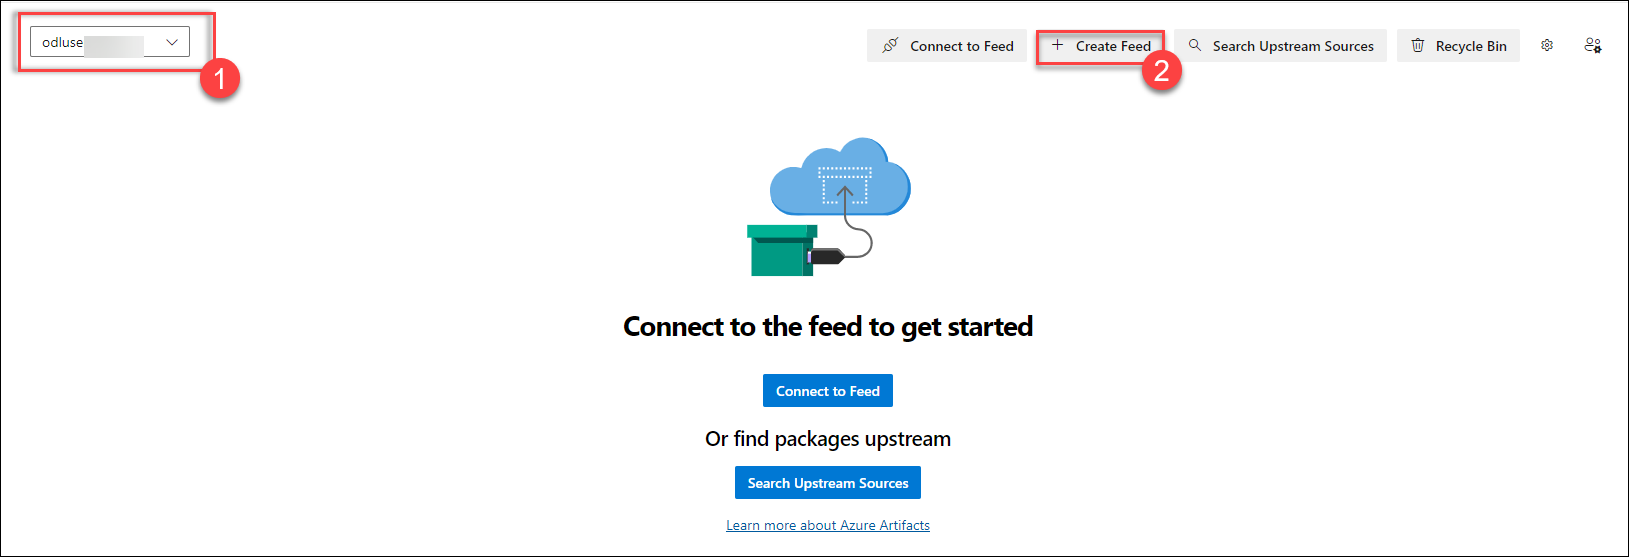 odluse
1
Connect to Feed
Create Feed
2
Search Upstream Sources
Recycle Bin
Connect to the feed to get started
Connect to Feed
Or find packages upstream
Search Upstream Sources
Learn more about Azure Artifacts